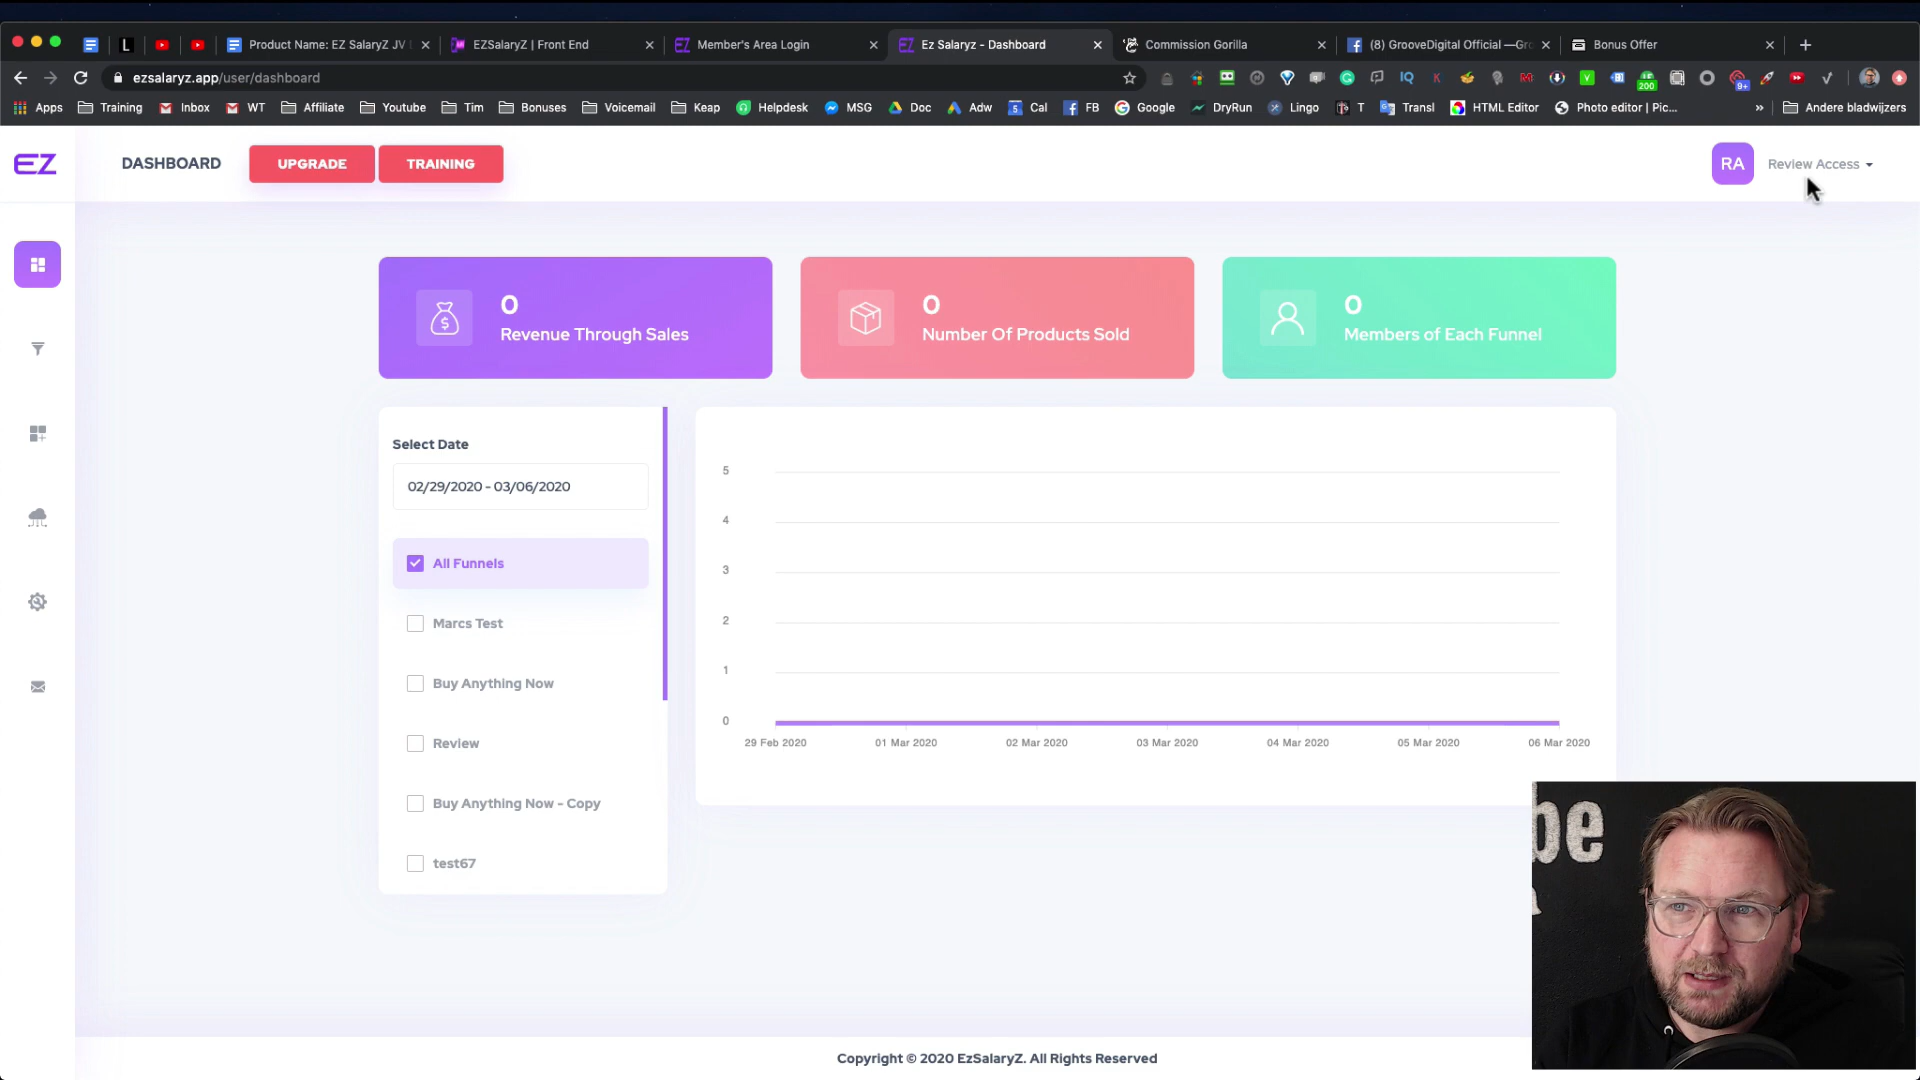 L
Product Name: EZ SalaryZ JV L
EZSalaryZ | Front End
Member's Area Login
Ez Salaryz - Dashboard
Commission Gorilla
(8) GrooveDigital Official —Gro
Bonus Offer
ezsalaryz.app/user/dashboard
IQ
K
200
9+
Apps
Training
Inbox
WT
Affiliate
Youtube
Tim
Bonuses
Voicemail
Keap
Helpdesk
MSG
Doc
Adw
5
Cal
FB
Google
DryRun
Lingo
T
Transl
HTML Editor
Photo editor | Pic...
»
Andere bladwijzers
EZ
DASHBOARD
UPGRADE
TRAINING
RA
Review Access
0
Revenue Through Sales
0
Number Of Products Sold
0
Members of Each Funnel
Select Date
02/29/2020 - 03/06/2020
All Funnels
Marcs Test
Buy Anything Now
Review
Buy Anything Now - Copy
test67
5
4
3
2
1
0
29 Feb 2020
01 Mar 2020
02 Mar 2020
03 Mar 2020
04 Mar 2020
05 Mar 2020
06 Mar 2020
be
Copyright © 2020 EzSalaryZ. All Rights Reserved